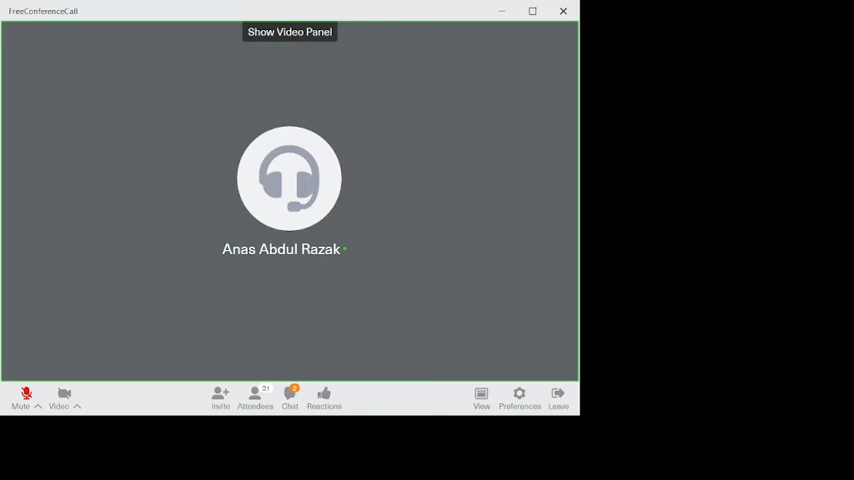 FreeConferenceCall
Show Video Panel
Anas Abdul Razak
31
2
Mute
Video
Invite
Attendees
Chat
Reactions
View
Preferences
Leave